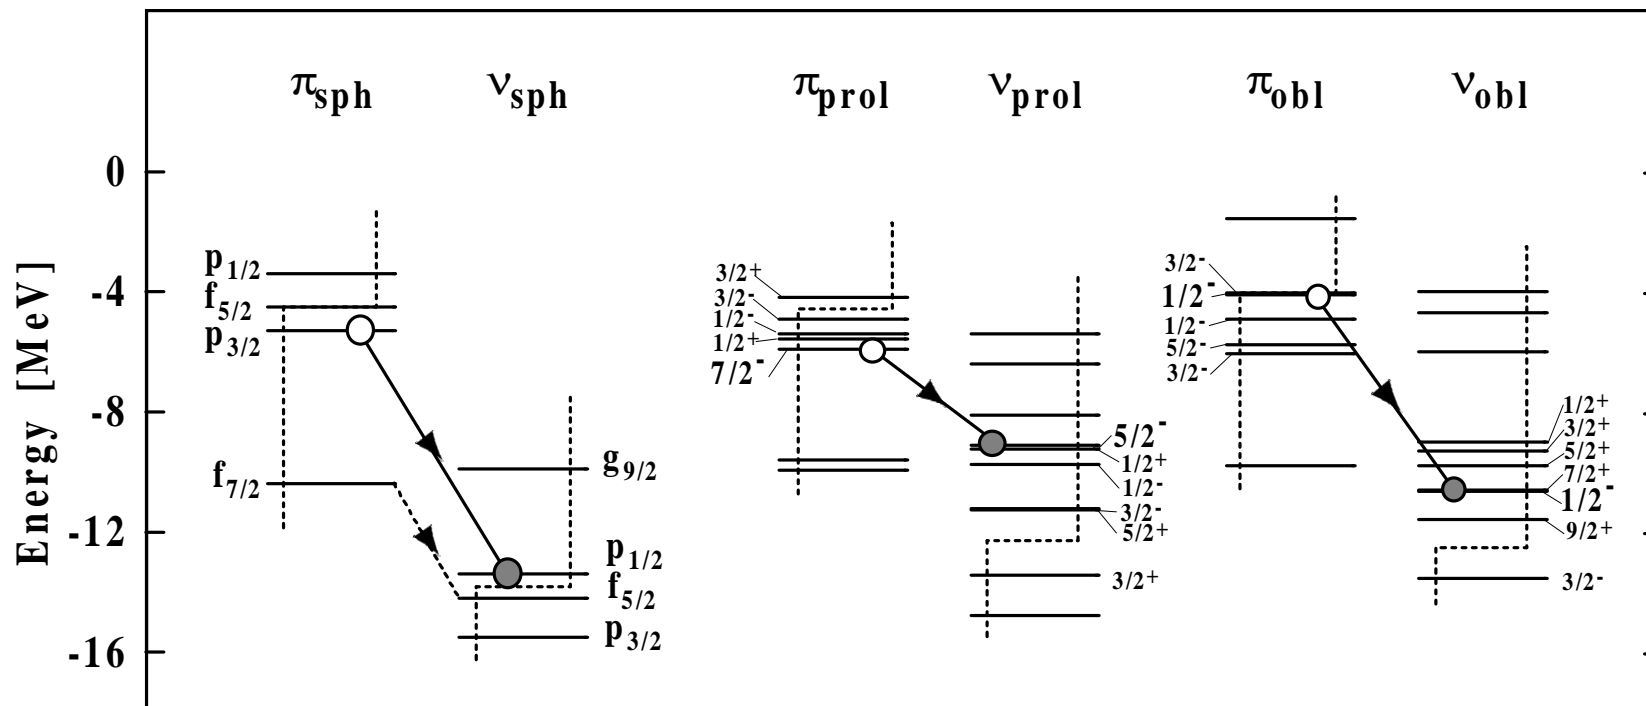 π_sph ν_sph π_prol ν_prol π_obl ν_obl
Energy [MeV]
0
-4
-8
-12
-16
p_1/2
f_5/2
p_3/2
f_7/2
g_9/2
p_1/2
f_5/2
p_3/2
3/2⁺
3/2⁻
1/2⁻
1/2⁺
7/2⁻
5/2⁻
1/2⁺
1/2⁻
3/2⁻
5/2⁺
3/2⁺
3/2⁻
1/2⁻
1/2⁻
5/2⁻
3/2⁻
1/2⁺
3/2⁺
5/2⁺
7/2⁺
1/2⁻
9/2⁺
3/2⁻